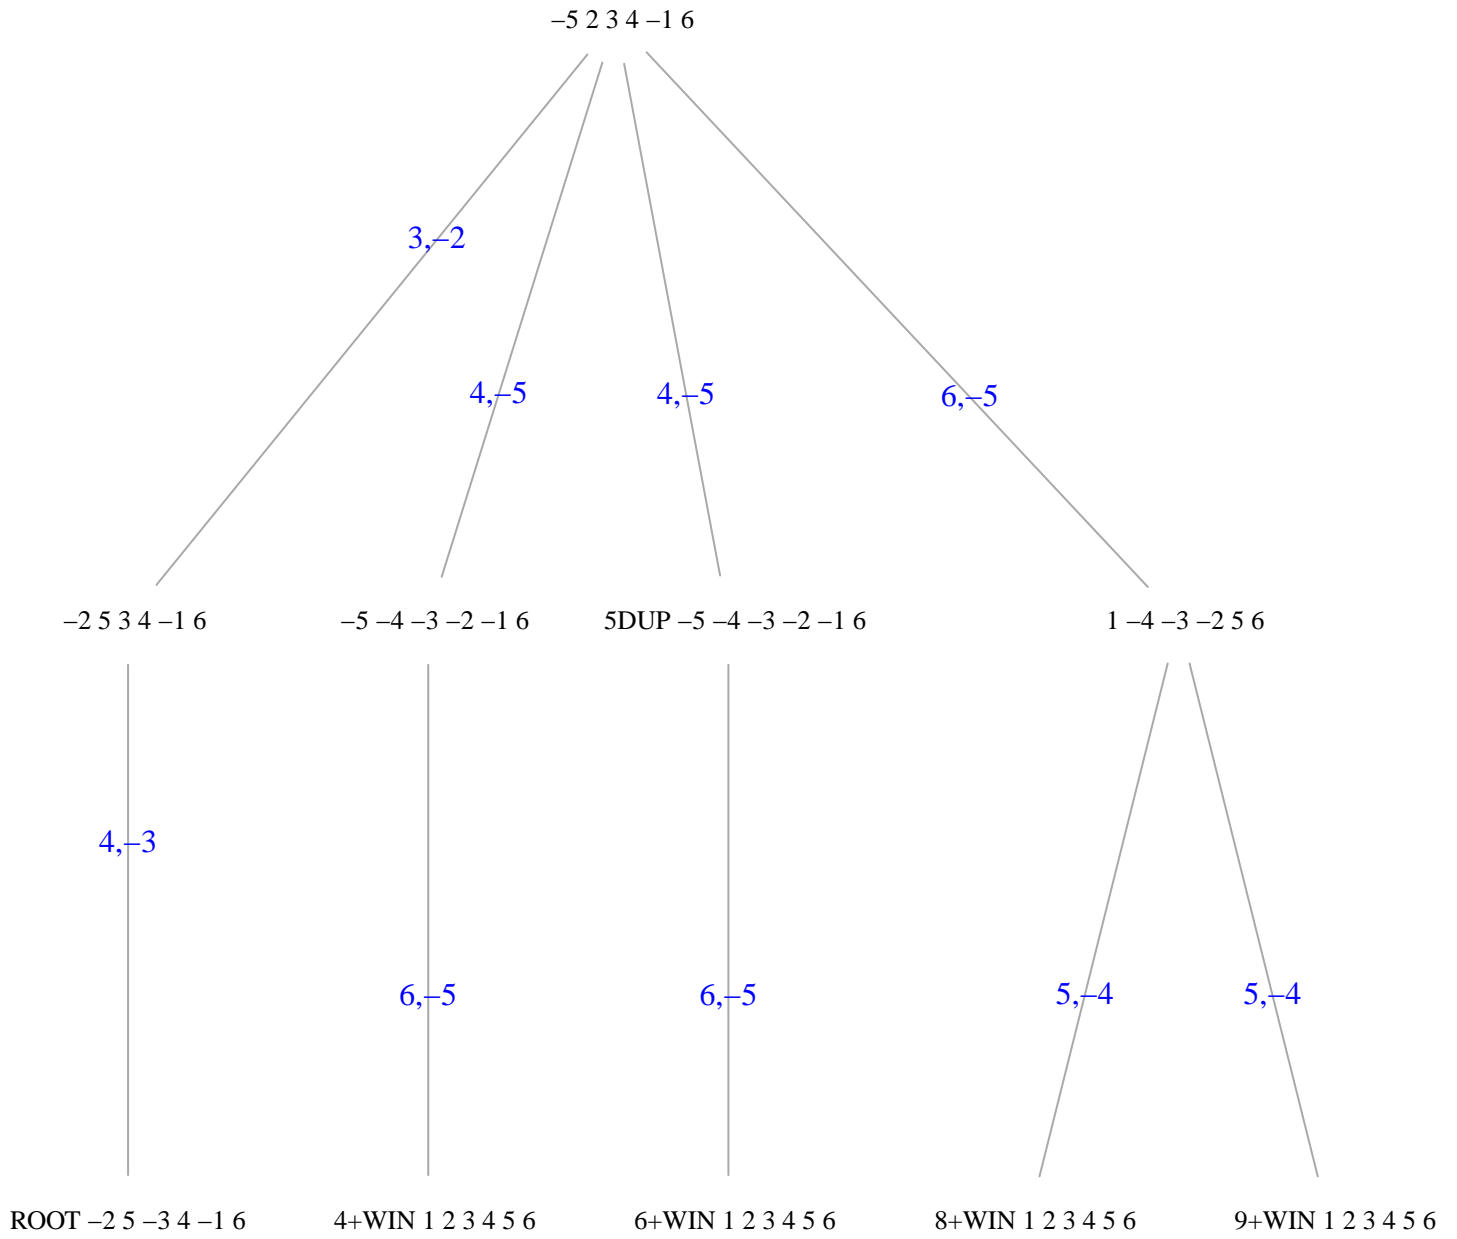 –5 2 3 4 –1 6
3,–2
4,–5
4,–5
6,–5
–2 5 3 4 –1 6
–5 –4 –3 –2 –1 6
5DUP –5 –4 –3 –2 –1 6
1 –4 –3 –2 5 6
4,–3
6,–5
6,–5
5,–4
5,–4
ROOT –2 5 –3 4 –1 6
4+WIN 1 2 3 4 5 6
6+WIN 1 2 3 4 5 6
8+WIN 1 2 3 4 5 6
9+WIN 1 2 3 4 5 6